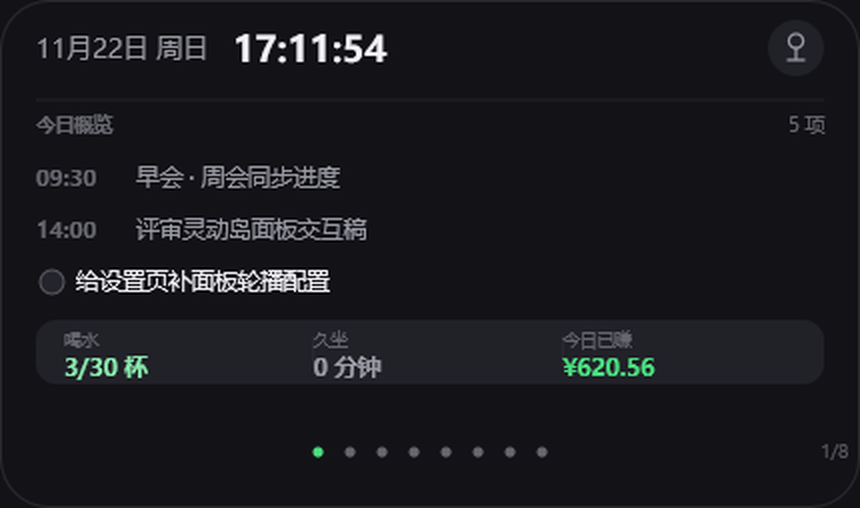 11月22日 周日 17:11:54
今日概览 5 项
09:30 早会 · 周会同步进度
14:00 评审灵动岛面板交互稿
给设置页补面板轮播配置
喝水 久坐 今日已赚
3/30 杯 0 分钟 ¥620.56
1/8